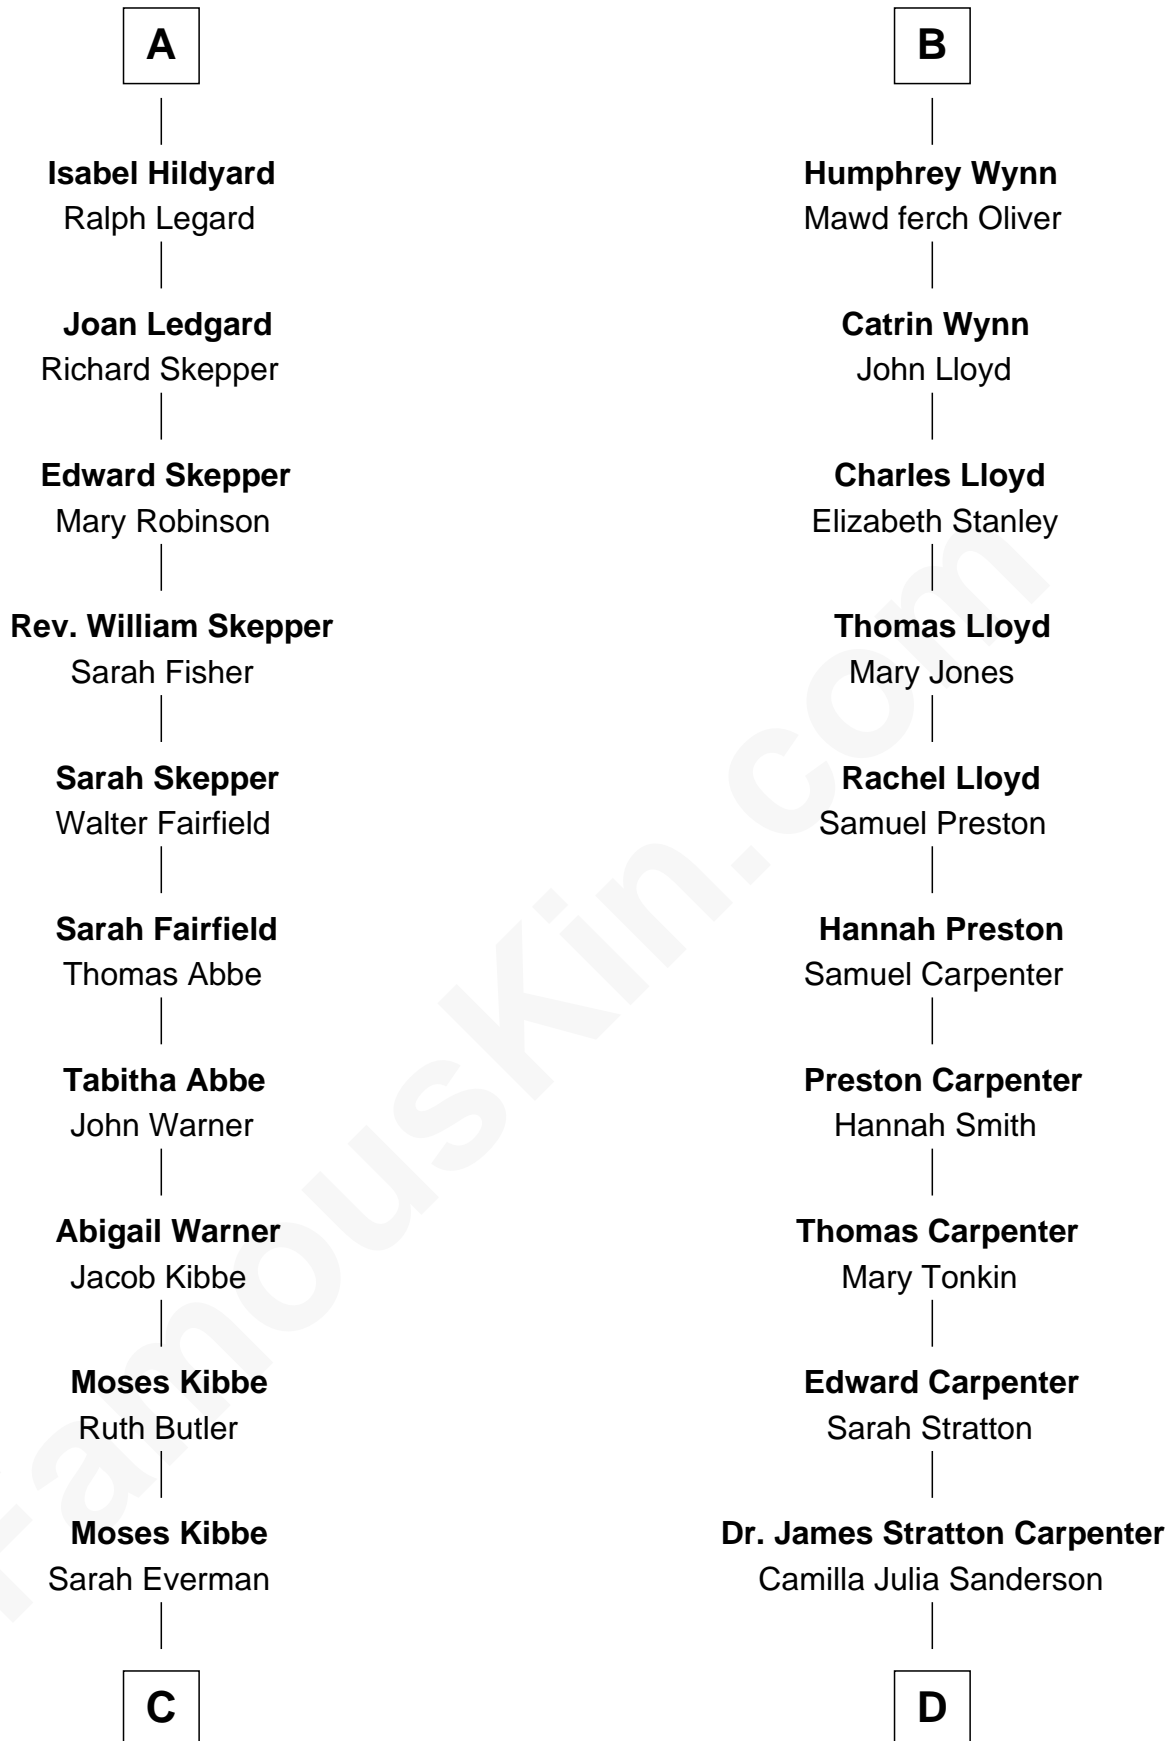 A
Isabel Hildyard
Ralph Legard
Joan Ledgard
Richard Skepper
Edward Skepper
Mary Robinson
Rev. William Skepper
Sarah Fisher
Sarah Skepper
Walter Fairfield
Sarah Fairfield
Thomas Abbe
Tabitha Abbe
John Warner
Abigail Warner
Jacob Kibbe
Moses Kibbe
Ruth Butler
Moses Kibbe
Sarah Everman
C
B
Humphrey Wynn
Mawd ferch Oliver
Catrin Wynn
John Lloyd
Charles Lloyd
Elizabeth Stanley
Thomas Lloyd
Mary Jones
Rachel Lloyd
Samuel Preston
Hannah Preston
Samuel Carpenter
Preston Carpenter
Hannah Smith
Thomas Carpenter
Mary Tonkin
Edward Carpenter
Sarah Stratton
Dr. James Stratton Carpenter
Camilla Julia Sanderson
D
FamousKin.com